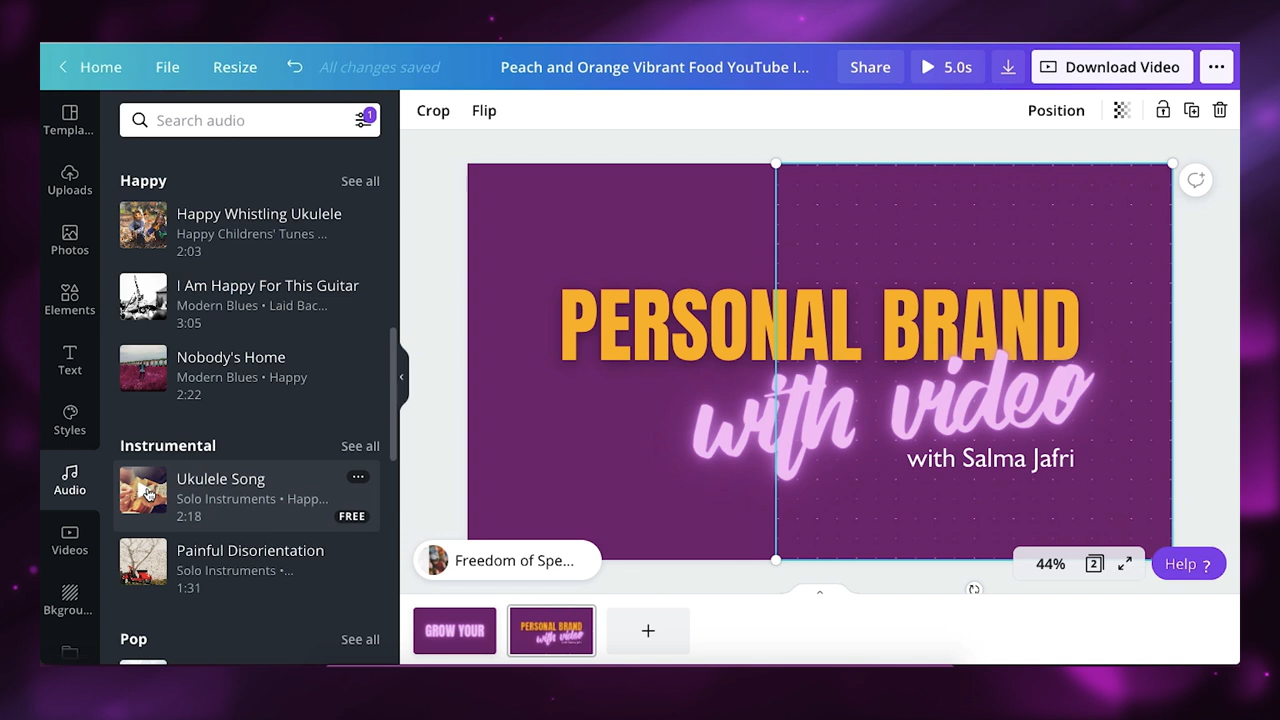 Home
File
Resize
All changes saved
Peach and Orange Vibrant Food YouTube I...
Share
5.0s
Download Video
Templa...
Uploads
Photos
Elements
Text
Styles
Audio
Videos
Bkgrou...
Search audio
1
Happy
See all
Happy Whistling Ukulele
Happy Childrens' Tunes ...
2:03
I Am Happy For This Guitar
Modern Blues • Laid Bac...
3:05
Nobody's Home
Modern Blues • Happy
2:22
Instrumental
See all
Ukulele Song
Solo Instruments • Happ...
2:18
FREE
Painful Disorientation
Solo Instruments •...
1:31
Pop
See all
Crop
Flip
Position
PERSONAL BRAND
with video
with Salma Jafri
Freedom of Spe...
44%
2
Help ?
GROW YOUR
PERSONAL BRAND
with video